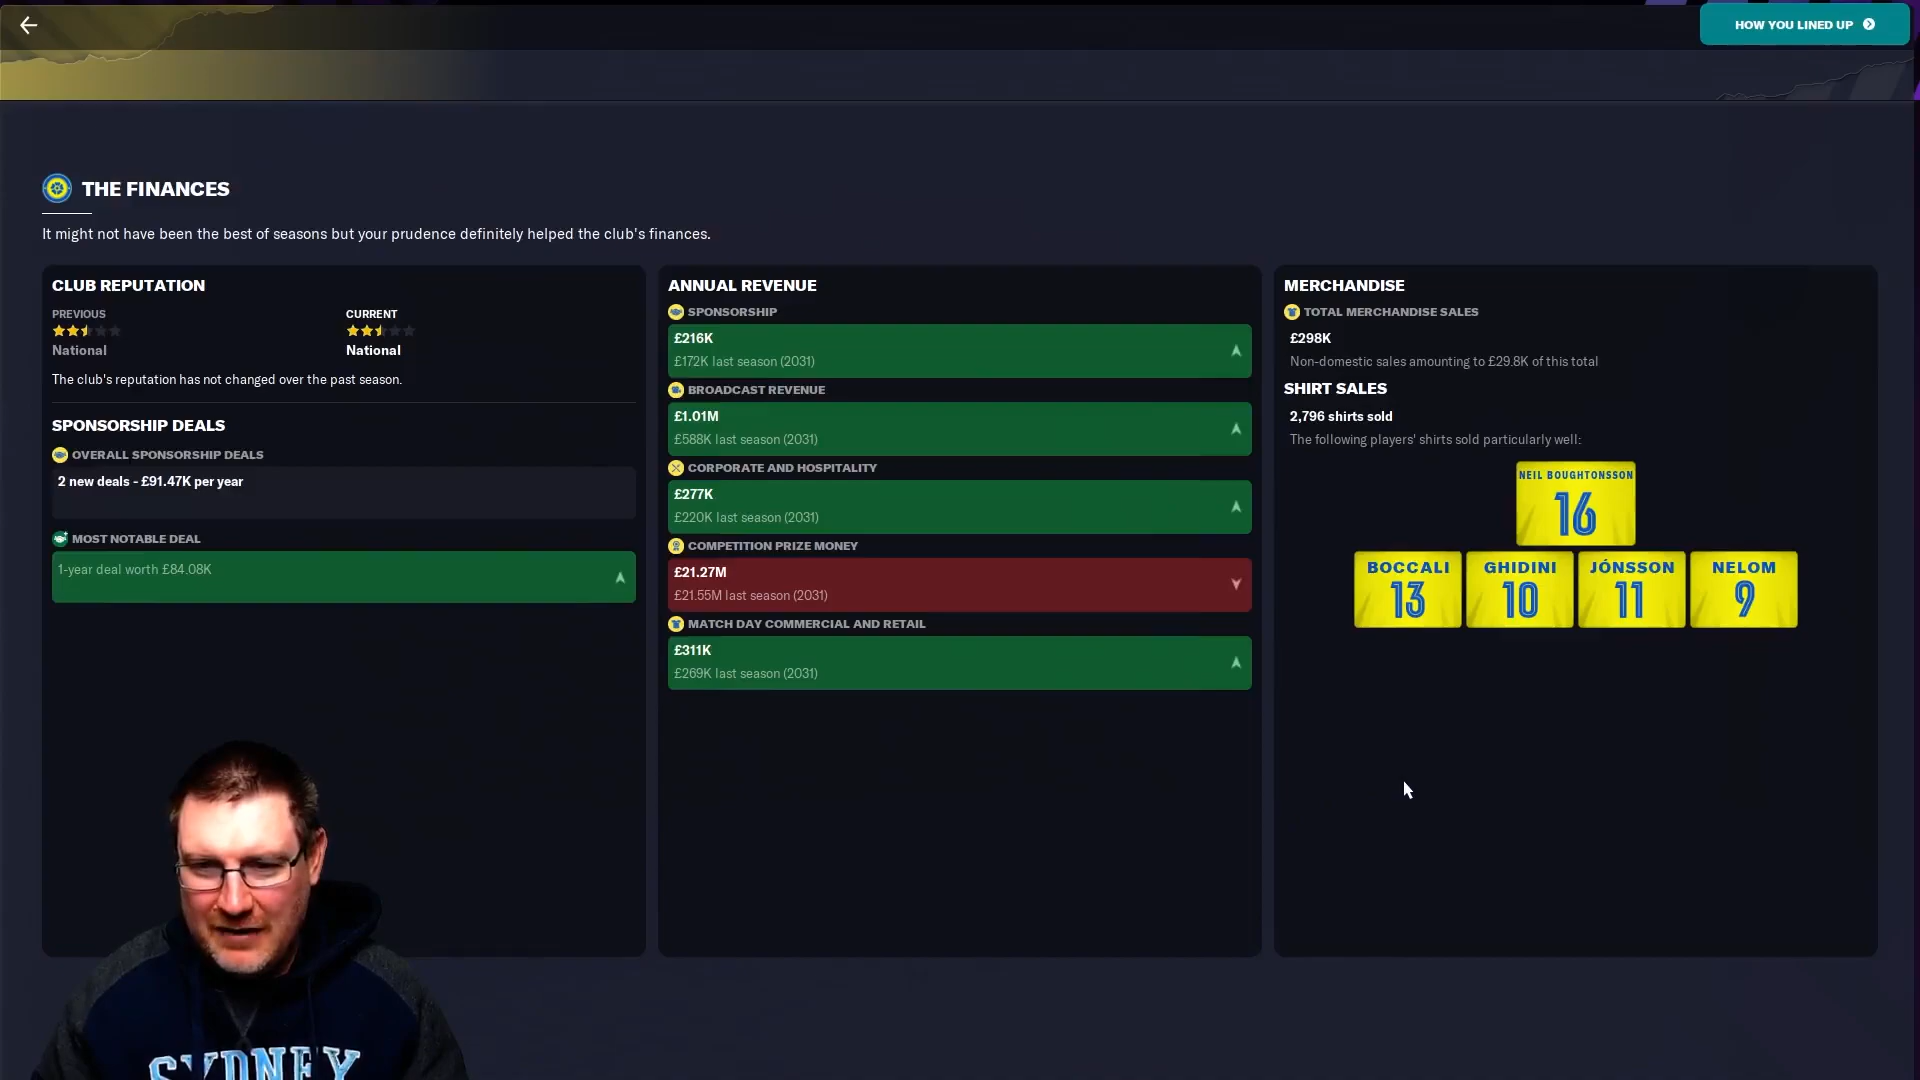 HOW YOU LINED UP
THE FINANCES
It might not have been the best of seasons but your prudence definitely helped the club's finances.
CLUB REPUTATION
PREVIOUS
CURRENT
National
National
The club's reputation has not changed over the past season.
SPONSORSHIP DEALS
OVERALL SPONSORSHIP DEALS
2 new deals - £91.47K per year
MOST NOTABLE DEAL
1-year deal worth £84.08K
ANNUAL REVENUE
SPONSORSHIP
£216K
£172K last season (2031)
BROADCAST REVENUE
£1.01M
£588K last season (2031)
CORPORATE AND HOSPITALITY
£277K
£220K last season (2031)
COMPETITION PRIZE MONEY
£21.27M
£21.55M last season (2031)
MATCH DAY COMMERCIAL AND RETAIL
£311K
£269K last season (2031)
MERCHANDISE
TOTAL MERCHANDISE SALES
£298K
Non-domestic sales amounting to £29.8K of this total
SHIRT SALES
2,796 shirts sold
The following players' shirts sold particularly well:
NEIL BOUGHTONSSON
16
BOCCALI
13
GHIDINI
10
JÓNSSON
11
NELOM
9
SYDNEY